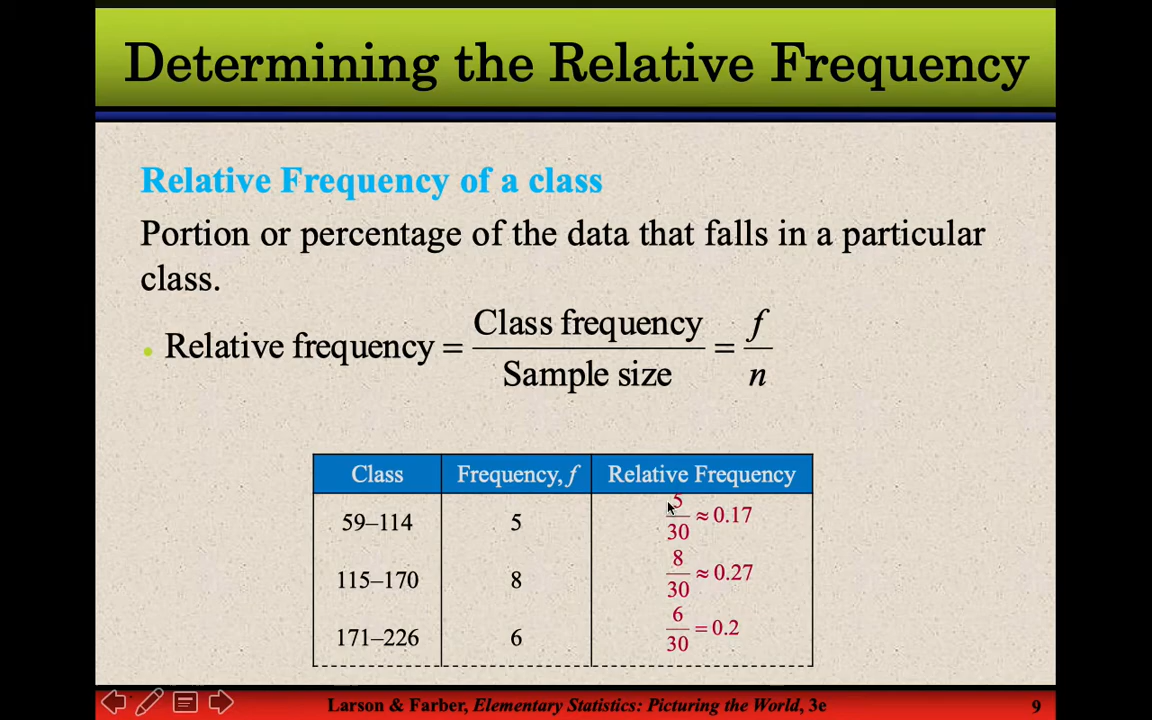 Determining the Relative Frequency
Relative Frequency of a class
Portion or percentage of the data that falls in a particular
class.
• Relative frequency = Class frequency / Sample size = f / n
Class Frequency, f Relative Frequency
59–114 5 5/30 ≈ 0.17
115–170 8 8/30 ≈ 0.27
171–226 6 6/30 = 0.2
Larson & Farber, Elementary Statistics: Picturing the World, 3e 9